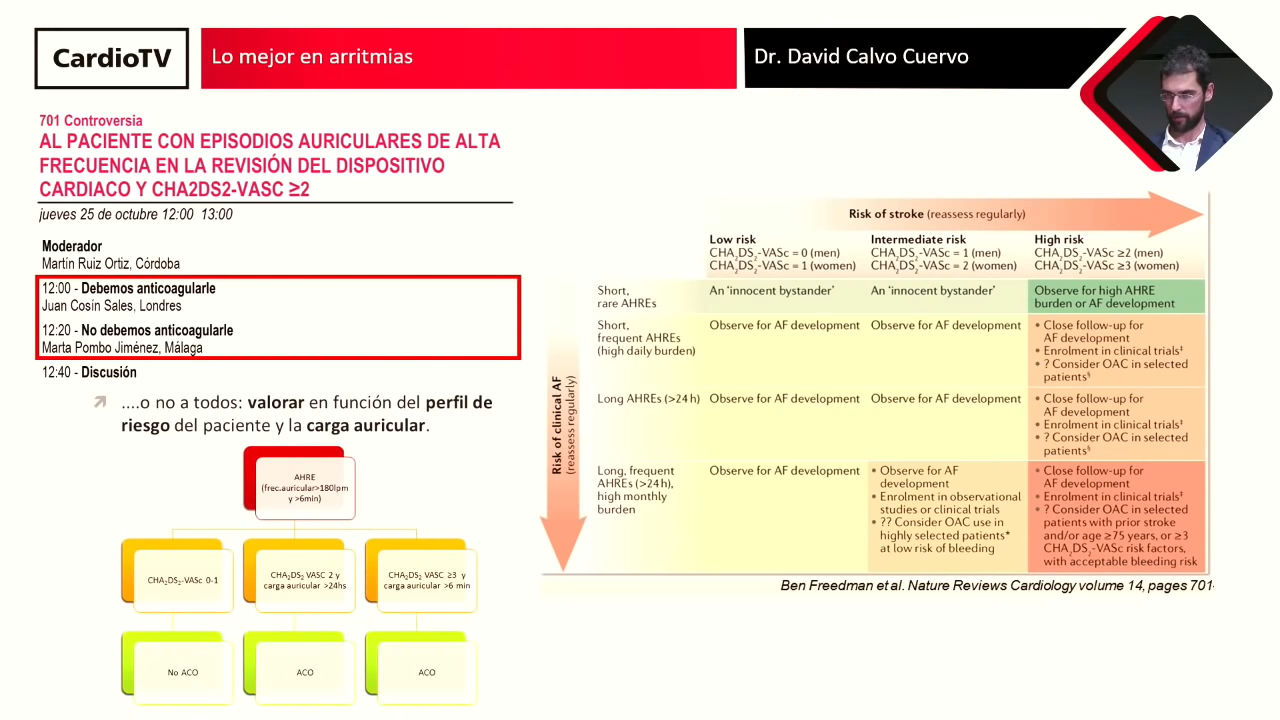 CardioTV
Lo mejor en arritmias
Dr. David Calvo Cuervo
701 Controversia
AL PACIENTE CON EPISODIOS AURICULARES DE ALTA
FRECUENCIA EN LA REVISIÓN DEL DISPOSITIVO
CARDIACO Y CHA2DS2-VASC ≥2
jueves 25 de octubre 12:00 13:00
Moderador
Martín Ruiz Ortiz, Córdoba
12:00 - Debemos anticoagularle
Juan Cosín Sales, Londres
12:20 - No debemos anticoagularle
Marta Pombo Jiménez, Málaga
12:40 - Discusión
....o no a todos: valorar en función del perfil de
riesgo del paciente y la carga auricular.
AHRE
(frec.auricular>180lpm
y >6min)
CHA₂DS₂-VASc 0-1
CHA₂DS₂ VASC 2 y
carga auricular >24hs
CHA₂DS₂ VASC ≥3 y
carga auricular >6 min
No ACO
ACO
ACO
Risk of stroke (reassess regularly)
Risk of clinical AF
(reassess regularly)
Low risk
CHA₂DS₂-VASc = 0 (men)
CHA₂DS₂-VASc = 1 (women)
Intermediate risk
CHA₂DS₂-VASc = 1 (men)
CHA₂DS₂-VASc = 2 (women)
High risk
CHA₂DS₂-VASc ≥2 (men)
CHA₂DS₂-VASc ≥3 (women)
Short,
rare AHREs
An 'innocent bystander'
An 'innocent bystander'
Observe for high AHRE
burden or AF development
Short,
frequent AHREs
(high daily burden)
Observe for AF development
Observe for AF development
• Close follow-up for
AF development
• Enrolment in clinical trials‡
• ? Consider OAC in selected
patients§
Long AHREs (>24 h)
Observe for AF development
Observe for AF development
• Close follow-up for
AF development
• Enrolment in clinical trials‡
• ? Consider OAC in selected
patients§
Long, frequent
AHREs (>24 h),
high monthly
burden
Observe for AF development
• Observe for AF
development
• Enrolment in observational
studies or clinical trials
• ?? Consider OAC use in
highly selected patients*
at low risk of bleeding
• Close follow-up for
AF development
• Enrolment in clinical trials‡
• ? Consider OAC in selected
patients with prior stroke
and/or age ≥75 years, or ≥3
CHA₂DS₂-VASc risk factors,
with acceptable bleeding risk
Ben Freedman et al. Nature Reviews Cardiology volume 14, pages 701-